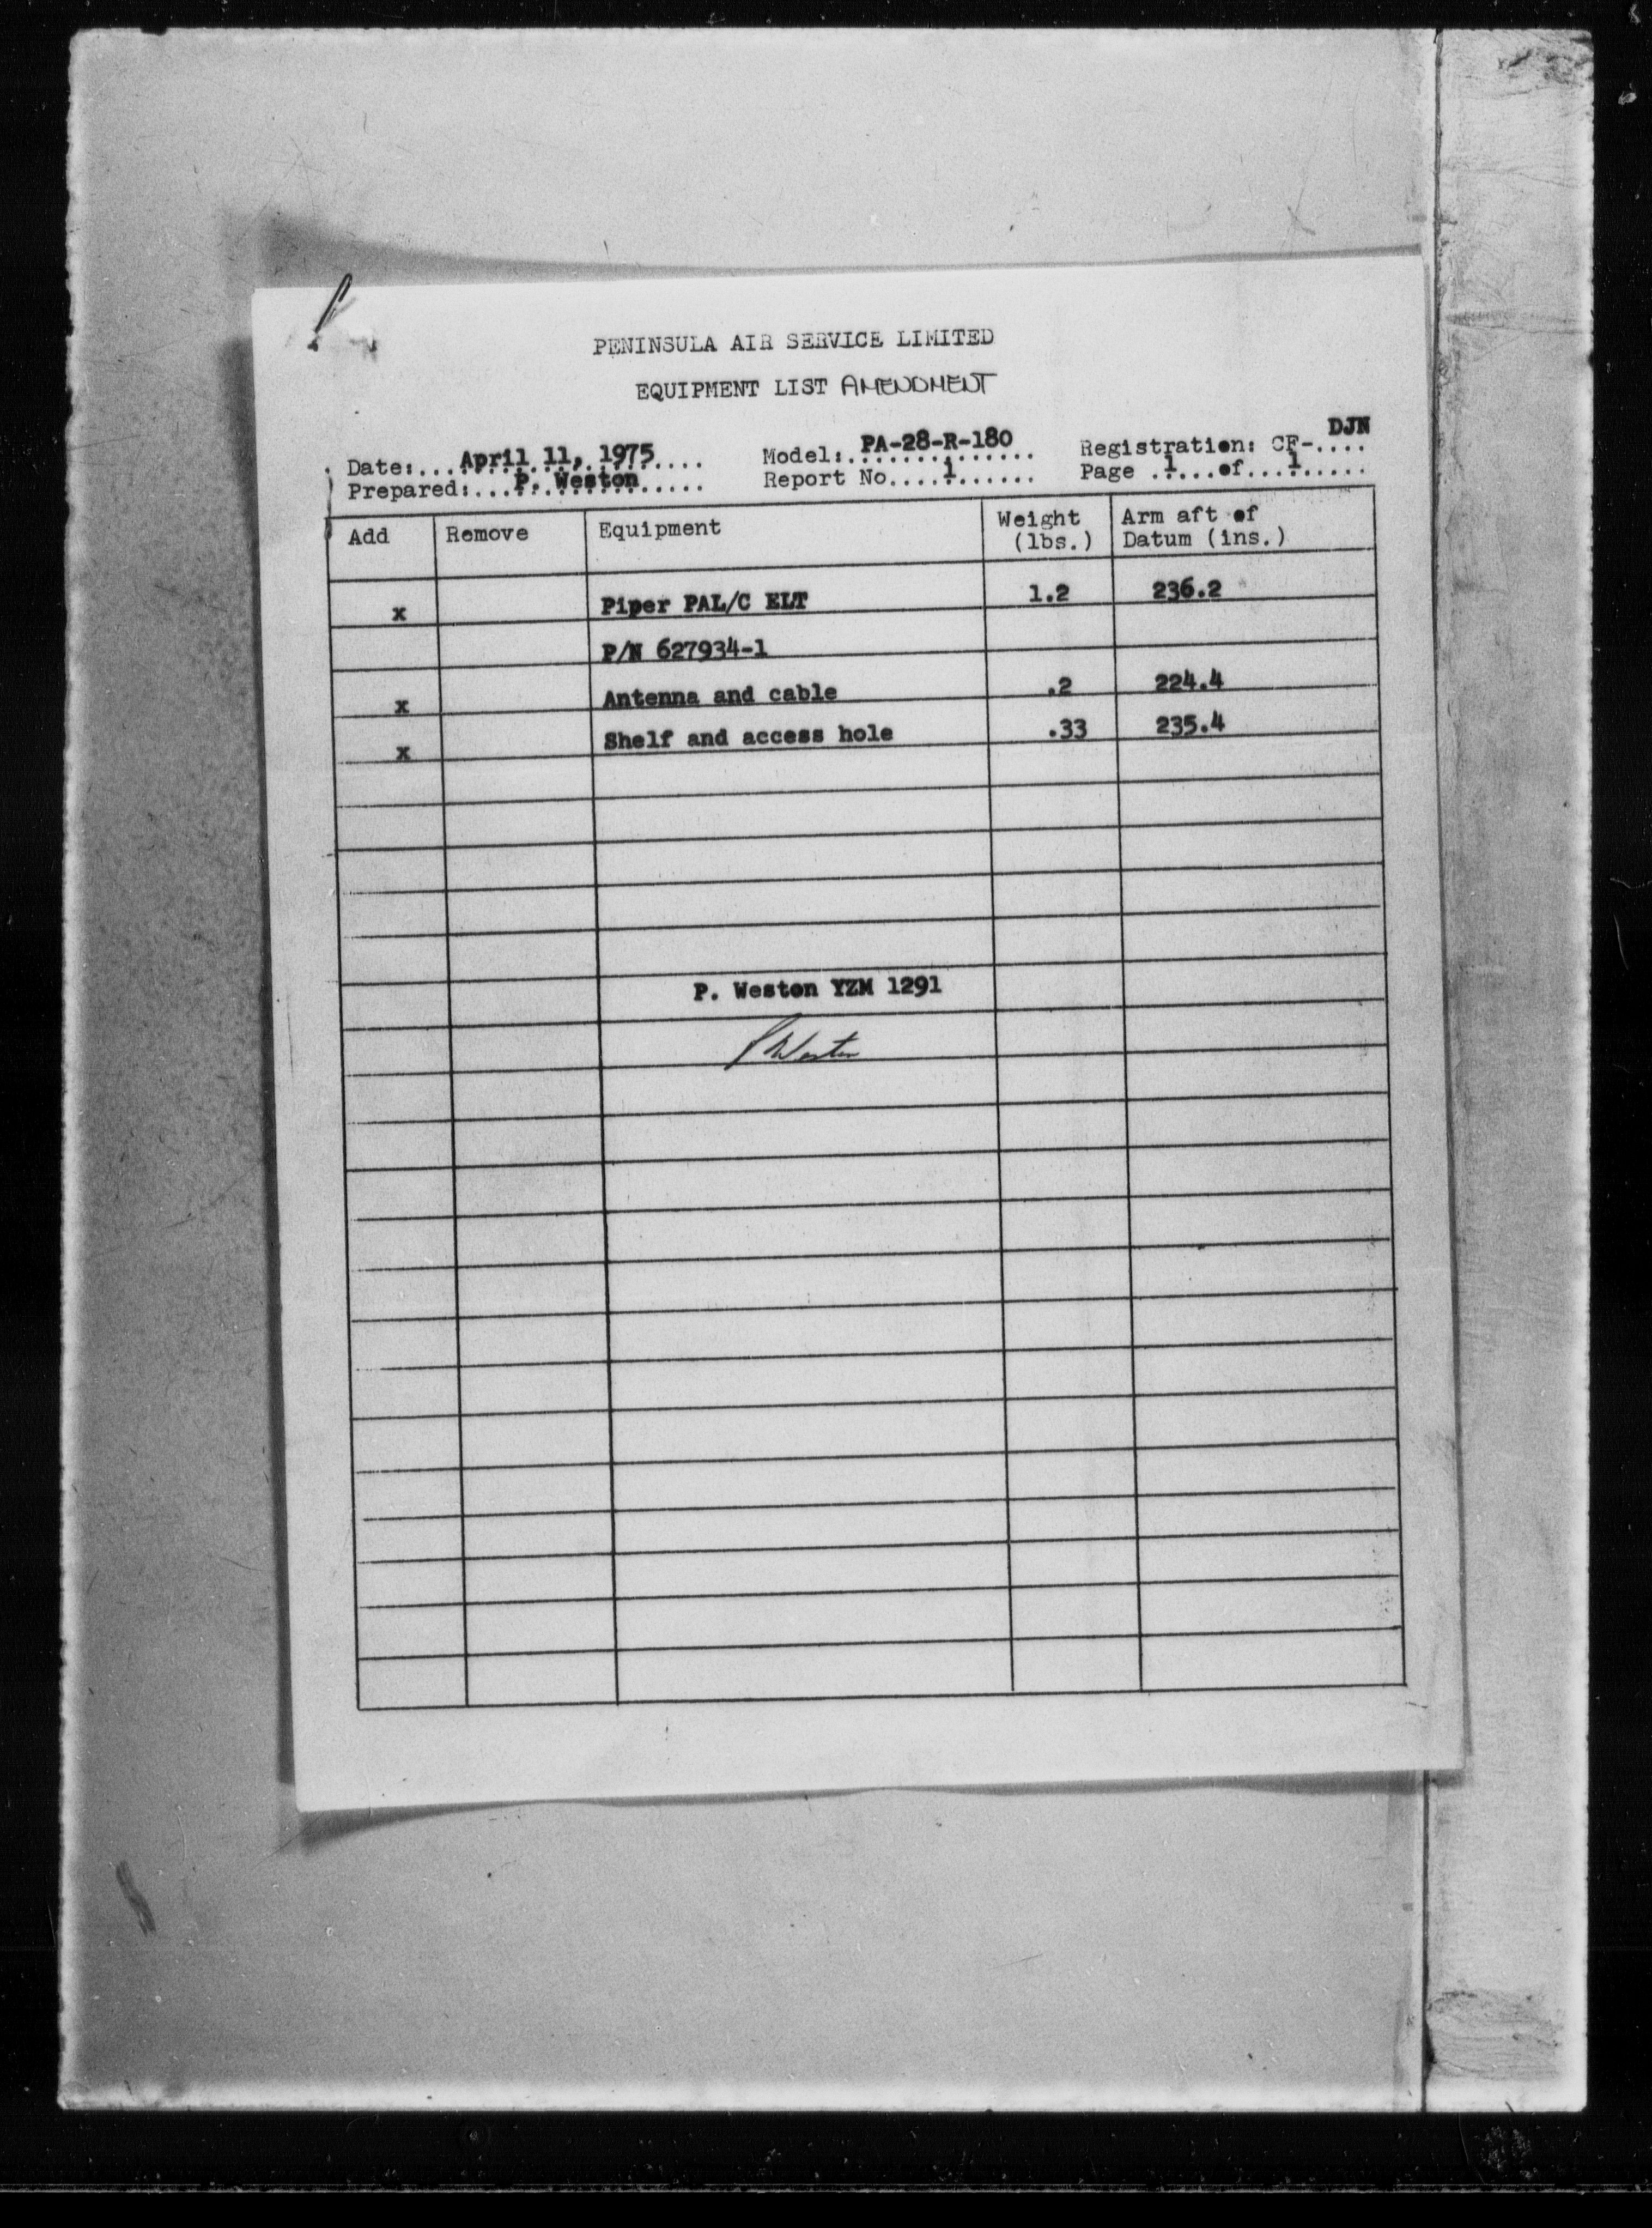 PENINSULA AIR SERVICE LIMITED
EQUIPMENT LIST AMENDMENT
Date:....April 11, 1975..... Model: PA-28-R-180 Registration: CF-DJN....
Prepared:....P. Weston...... Report No....1...... Page .1....of...1.....
Add Remove Equipment Weight (lbs.) Arm aft of Datum (ins.)
x Piper PAL/C ELT 1.2 236.2
P/N 627934-1
x Antenna and cable .2 224.4
x Shelf and access hole .33 235.4
P. Weston YZM 1291
P Weston